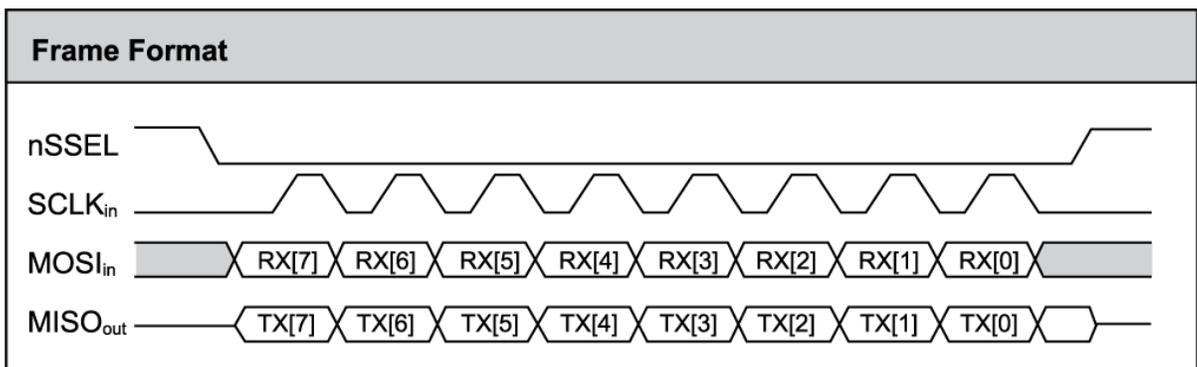 Frame Format
nSSEL
SCLKin
MOSIin RX[7] RX[6] RX[5] RX[4] RX[3] RX[2] RX[1] RX[0]
MISOout TX[7] TX[6] TX[5] TX[4] TX[3] TX[2] TX[1] TX[0]